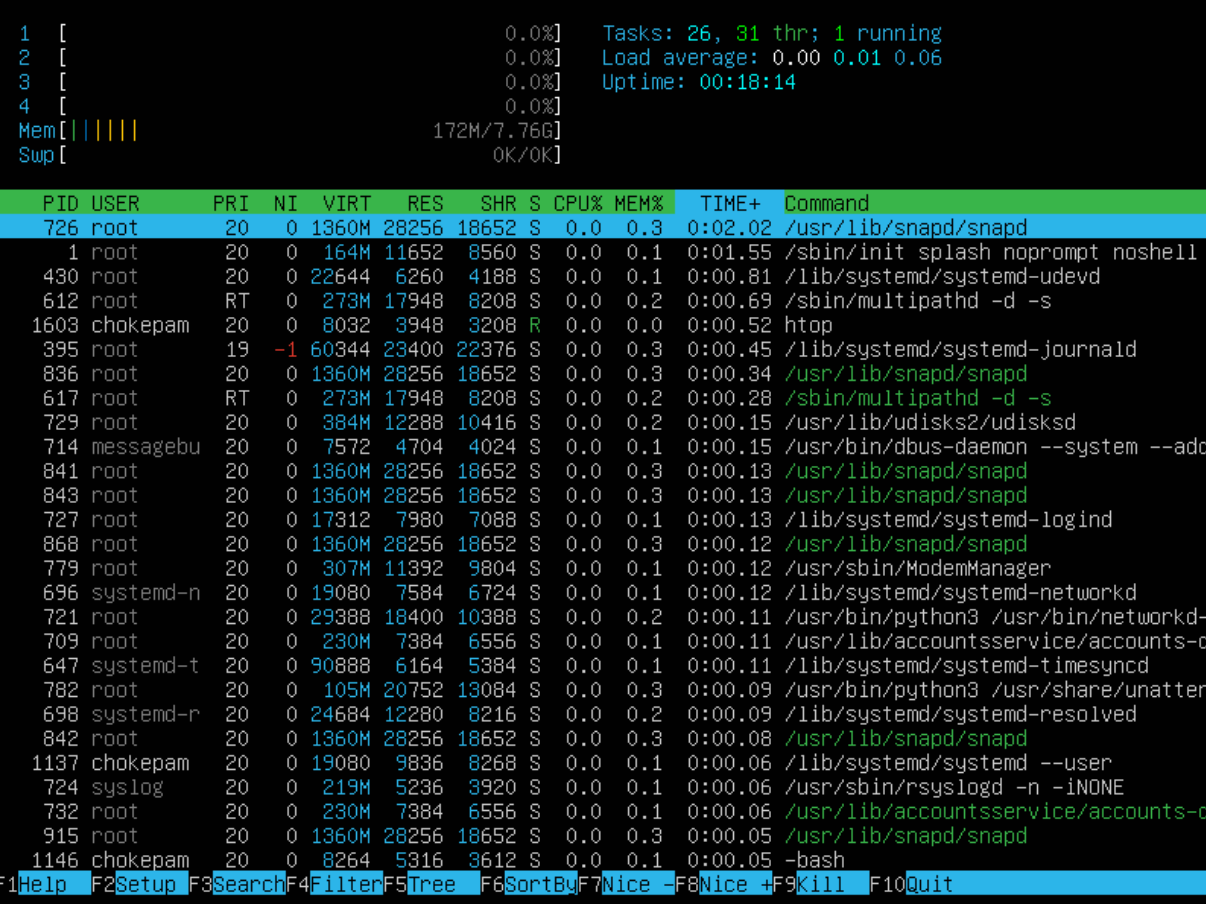 1 [ 0.0%] Tasks: 26, 31 thr; 1 running
2 [ 0.0%] Load average: 0.00 0.01 0.06
3 [ 0.0%] Uptime: 00:18:14
4 [ 0.0%]
Mem[|||||| 172M/7.76G]
Swp[ 0K/0K]
PID USER PRI NI VIRT RES SHR S CPU% MEM% TIME+ Command
726 root 20 0 1360M 28256 18652 S 0.0 0.3 0:02.02 /usr/lib/snapd/snapd
1 root 20 0 164M 11652 8560 S 0.0 0.1 0:01.55 /sbin/init splash noprompt noshell
430 root 20 0 22644 6260 4188 S 0.0 0.1 0:00.81 /lib/systemd/systemd-udevd
612 root RT 0 273M 17948 8208 S 0.0 0.2 0:00.69 /sbin/multipathd -d -s
1603 chokepam 20 0 8032 3948 3208 R 0.0 0.0 0:00.52 htop
395 root 19 -1 60344 23400 22376 S 0.0 0.3 0:00.45 /lib/systemd/systemd-journald
836 root 20 0 1360M 28256 18652 S 0.0 0.3 0:00.34 /usr/lib/snapd/snapd
617 root RT 0 273M 17948 8208 S 0.0 0.2 0:00.28 /sbin/multipathd -d -s
729 root 20 0 384M 12288 10416 S 0.0 0.2 0:00.15 /usr/lib/udisks2/udisksd
714 messagebu 20 0 7572 4704 4024 S 0.0 0.1 0:00.15 /usr/bin/dbus-daemon --system --add
841 root 20 0 1360M 28256 18652 S 0.0 0.3 0:00.13 /usr/lib/snapd/snapd
843 root 20 0 1360M 28256 18652 S 0.0 0.3 0:00.13 /usr/lib/snapd/snapd
727 root 20 0 17312 7980 7088 S 0.0 0.1 0:00.13 /lib/systemd/systemd-logind
868 root 20 0 1360M 28256 18652 S 0.0 0.3 0:00.12 /usr/lib/snapd/snapd
779 root 20 0 307M 11392 9804 S 0.0 0.1 0:00.12 /usr/sbin/ModemManager
696 systemd-n 20 0 19080 7584 6724 S 0.0 0.1 0:00.12 /lib/systemd/systemd-networkd
721 root 20 0 29388 18400 10388 S 0.0 0.2 0:00.11 /usr/bin/python3 /usr/bin/networkd-
709 root 20 0 230M 7384 6556 S 0.0 0.1 0:00.11 /usr/lib/accountsservice/accounts-d
647 systemd-t 20 0 90888 6164 5384 S 0.0 0.1 0:00.11 /lib/systemd/systemd-timesyncd
782 root 20 0 105M 20752 13084 S 0.0 0.3 0:00.09 /usr/bin/python3 /usr/share/unatten
698 systemd-r 20 0 24684 12280 8216 S 0.0 0.2 0:00.09 /lib/systemd/systemd-resolved
842 root 20 0 1360M 28256 18652 S 0.0 0.3 0:00.08 /usr/lib/snapd/snapd
1137 chokepam 20 0 19080 9836 8268 S 0.0 0.1 0:00.06 /lib/systemd/systemd --user
724 syslog 20 0 219M 5236 3920 S 0.0 0.1 0:00.06 /usr/sbin/rsyslogd -n -iNONE
732 root 20 0 230M 7384 6556 S 0.0 0.1 0:00.06 /usr/lib/accountsservice/accounts-d
915 root 20 0 1360M 28256 18652 S 0.0 0.3 0:00.05 /usr/lib/snapd/snapd
1146 chokepam 20 0 8264 5316 3612 S 0.0 0.1 0:00.05 -bash
F1Help F2Setup F3SearchF4FilterF5Tree F6SortByF7Nice -F8Nice +F9Kill F10Quit